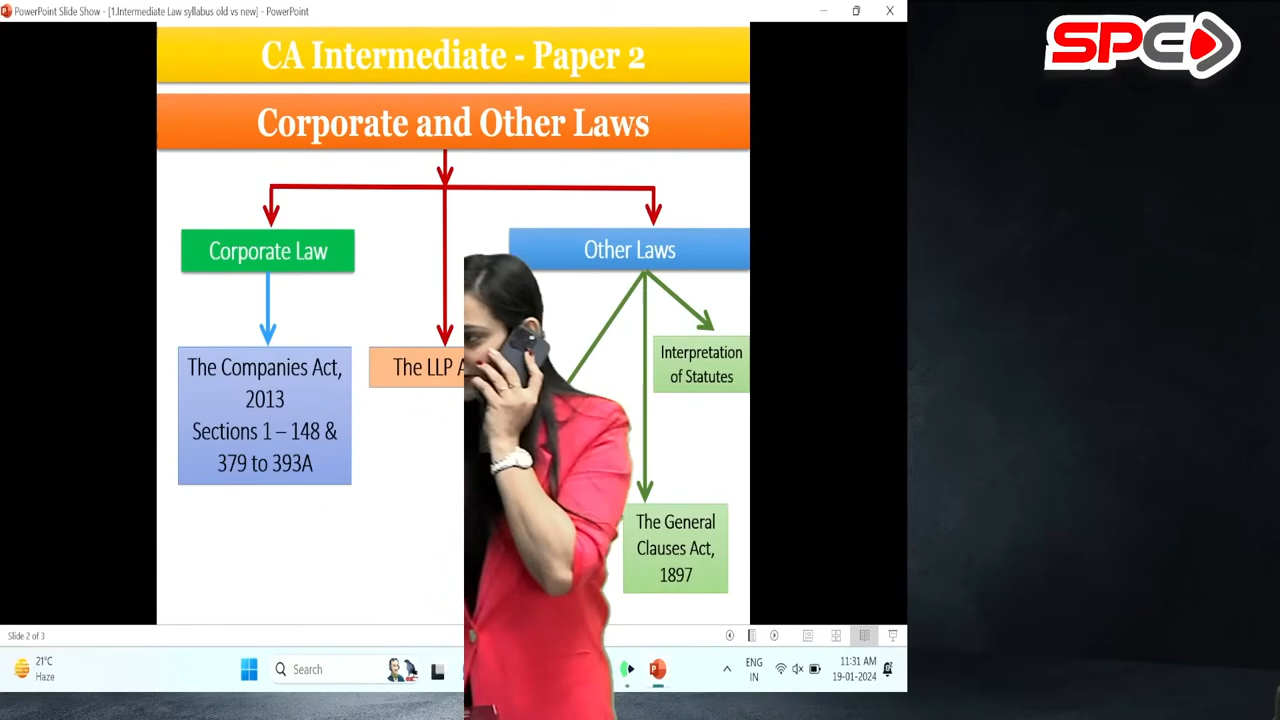 PowerPoint Slide Show - [1.Intermediate Law syllabus old vs new] - PowerPoint
SPE
CA Intermediate - Paper 2
Corporate and Other Laws
Corporate Law
Other Laws
The Companies Act,
2013
Sections 1 – 148 &
379 to 393A
The LLP
Interpretation
of Statutes
The General
Clauses Act,
1897
Slide 2 of 3
21°C
Haze
Search
ENG
IN
11:31 AM
19-01-2024